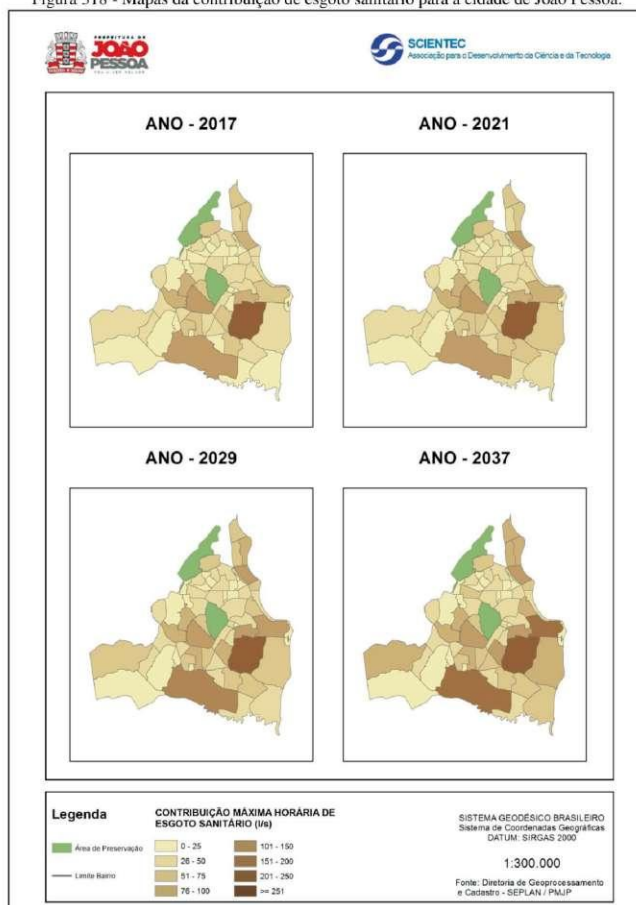 Figura 318 - Mapas da contribuição de esgoto sanitário para a cidade de João Pessoa.
PREFEITURA DE
JOÃO
PESSOA
SCIENTEC
Associação para o Desenvolvimento da Ciência e da Tecnologia
ANO - 2017
ANO - 2021
ANO - 2029
ANO - 2037
Legenda
Área de Preservação
Limite Bairro
CONTRIBUIÇÃO MÁXIMA HORÁRIA DE
ESGOTO SANITÁRIO (l/s)
0 - 25
26 - 50
51 - 75
76 - 100
101 - 150
151 - 200
201 - 250
>= 251
SISTEMA GEODÉSICO BRASILEIRO
Sistema de Coordenadas Geográficas
DATUM: SIRGAS 2000
1:300.000
Fonte: Diretoria de Geoprocessamento
e Cadastro - SEPLAN / PMJP